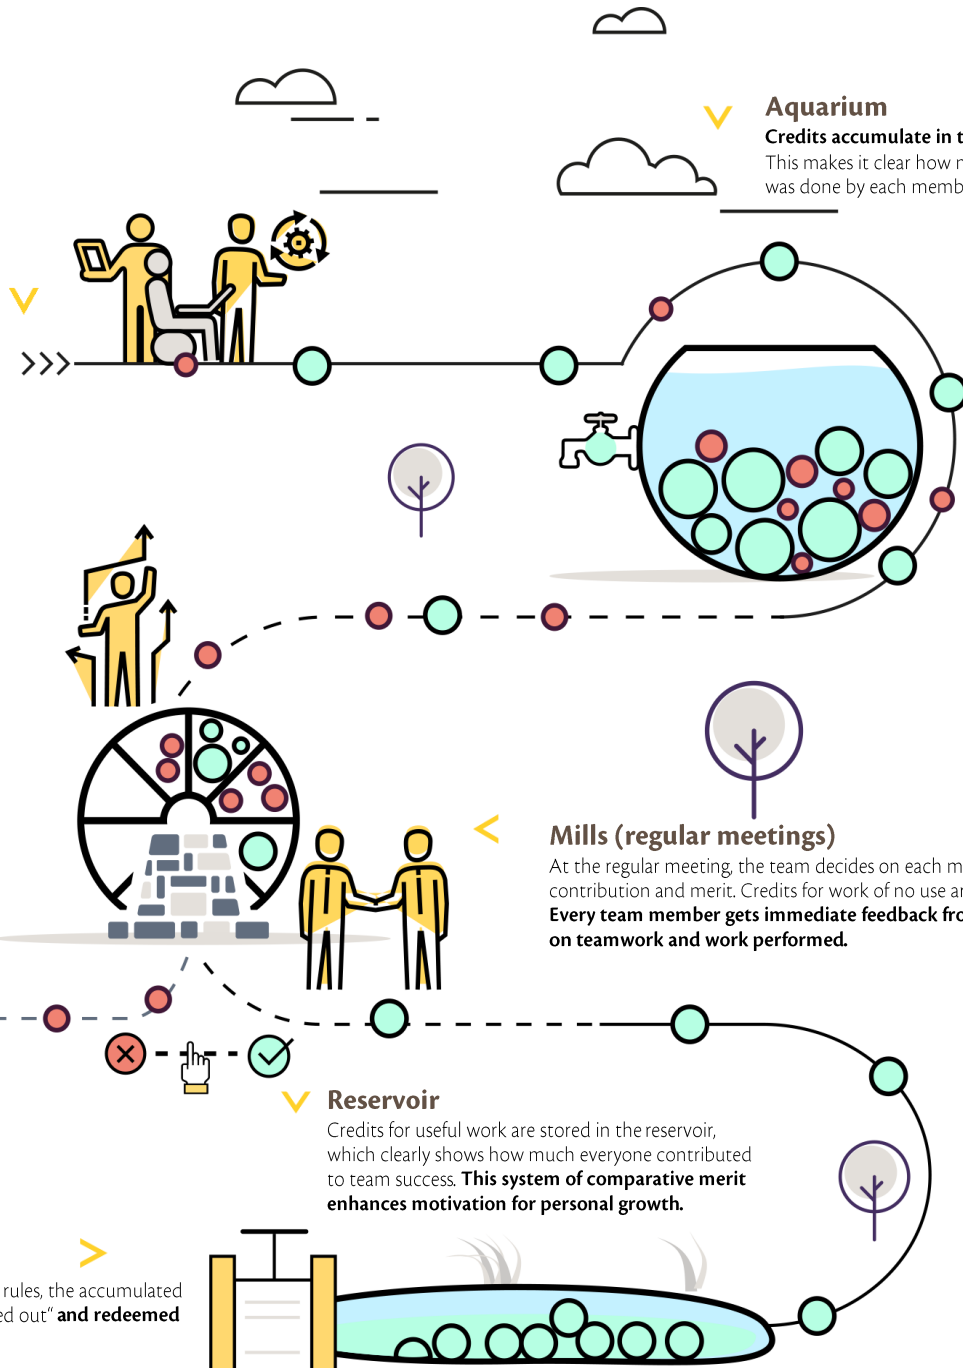 Aquarium
Credits accumulate in t
This makes it clear how
was done by each memb
Mills (regular meetings)
At the regular meeting, the team decides on each m
contribution and merit. Credits for work of no use ar
Every team member gets immediate feedback fro
on teamwork and work performed.
Reservoir
Credits for useful work are stored in the reservoir,
which clearly shows how much everyone contributed
to team success. This system of comparative merit
enhances motivation for personal growth.
rules, the accumulated
ed out“ and redeemed